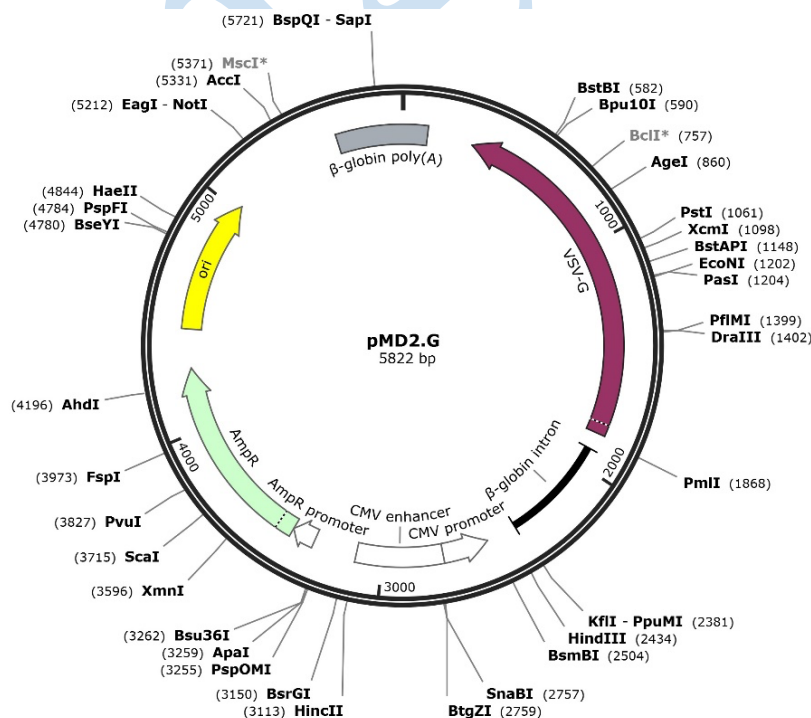 (5721) BspQI - SapI
(5371) MscI*
(5331) AccI
(5212) EagI - NotI
(4844) HaeII
(4784) PspFI
(4780) BseYI
(4196) AhdI
(3973) FspI
(3827) PvuI
(3715) ScaI
(3596) XmnI
(3262) Bsu36I
(3259) ApaI
(3255) PspOMI
(3150) BsrGI
(3113) HincII
BstBI (582)
Bpu10I (590)
BclI* (757)
AgeI (860)
PstI (1061)
XcmI (1098)
BstAPI (1148)
EcoNI (1202)
PasI (1204)
PflMI (1399)
DraIII (1402)
PmlI (1868)
KflI - PpuMI (2381)
HindIII (2434)
BsmBI (2504)
SnaBI (2757)
BtgZI (2759)
β-globin poly(A)
VSV-G
β-globin intron
CMV enhancer
CMV promoter
AmpR promoter
AmpR
ori
1000
2000
3000
4000
5000
pMD2.G
5822 bp